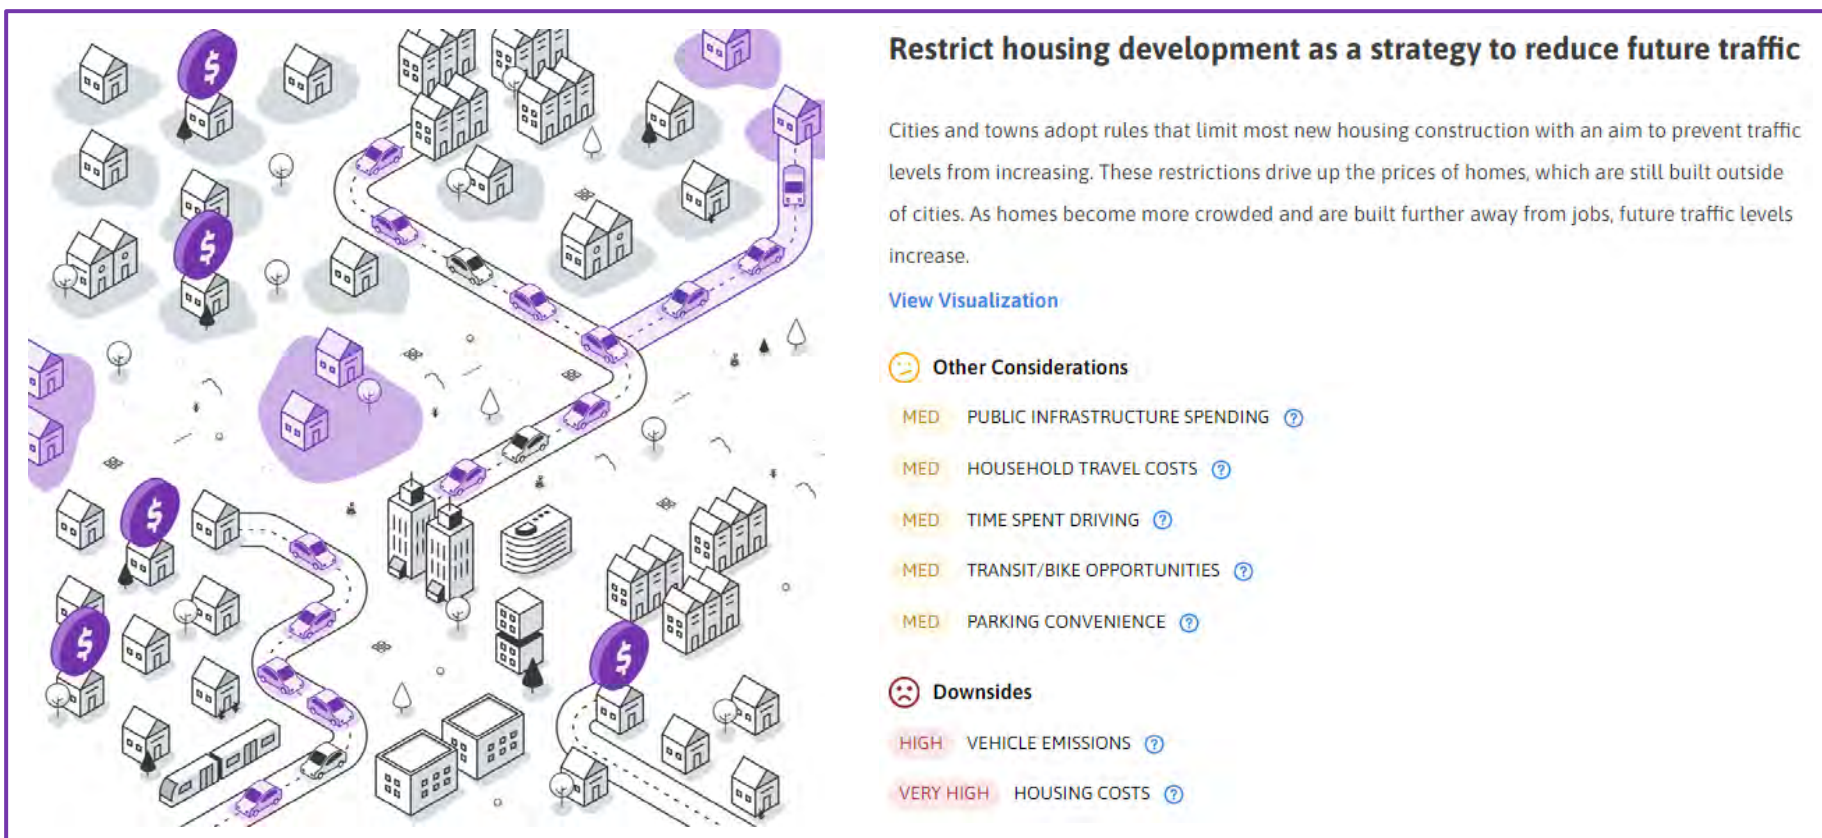 Restrict housing development as a strategy to reduce future traffic
Cities and towns adopt rules that limit most new housing construction with an aim to prevent traffic
levels from increasing. These restrictions drive up the prices of homes, which are still built outside
of cities. As homes become more crowded and are built further away from jobs, future traffic levels
increase.
View Visualization
Other Considerations
MED PUBLIC INFRASTRUCTURE SPENDING ?
MED HOUSEHOLD TRAVEL COSTS ?
MED TIME SPENT DRIVING ?
MED TRANSIT/BIKE OPPORTUNITIES ?
MED PARKING CONVENIENCE ?
Downsides
HIGH VEHICLE EMISSIONS ?
VERY HIGH HOUSING COSTS ?
$
$
$
$
$